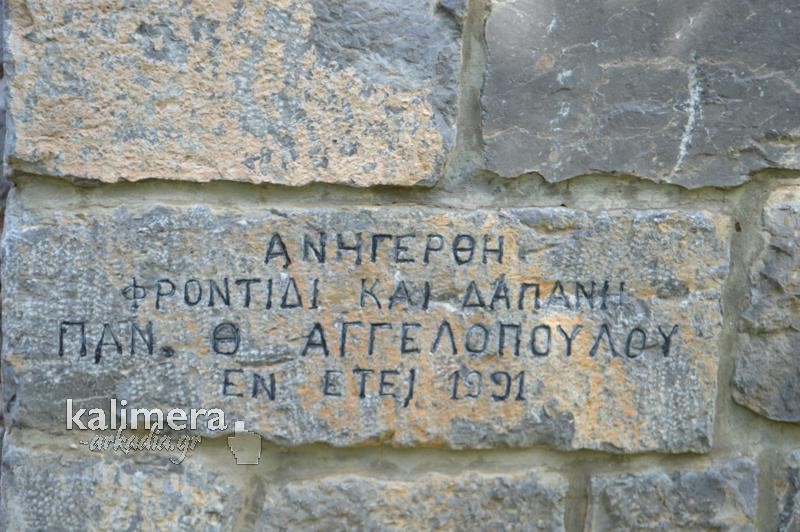 ΑΝΗΓΕΡΘΗ
ΦΡΟΝΤΙΔΙ ΚΑΙ ΔΑΠΑΝΗ
ΠΑΝ. Θ ΑΓΓΕΛΟΠΟΥΛΟΥ
ΕΝ ΕΤΕΙ 1991
kalimera
-arkadia.gr